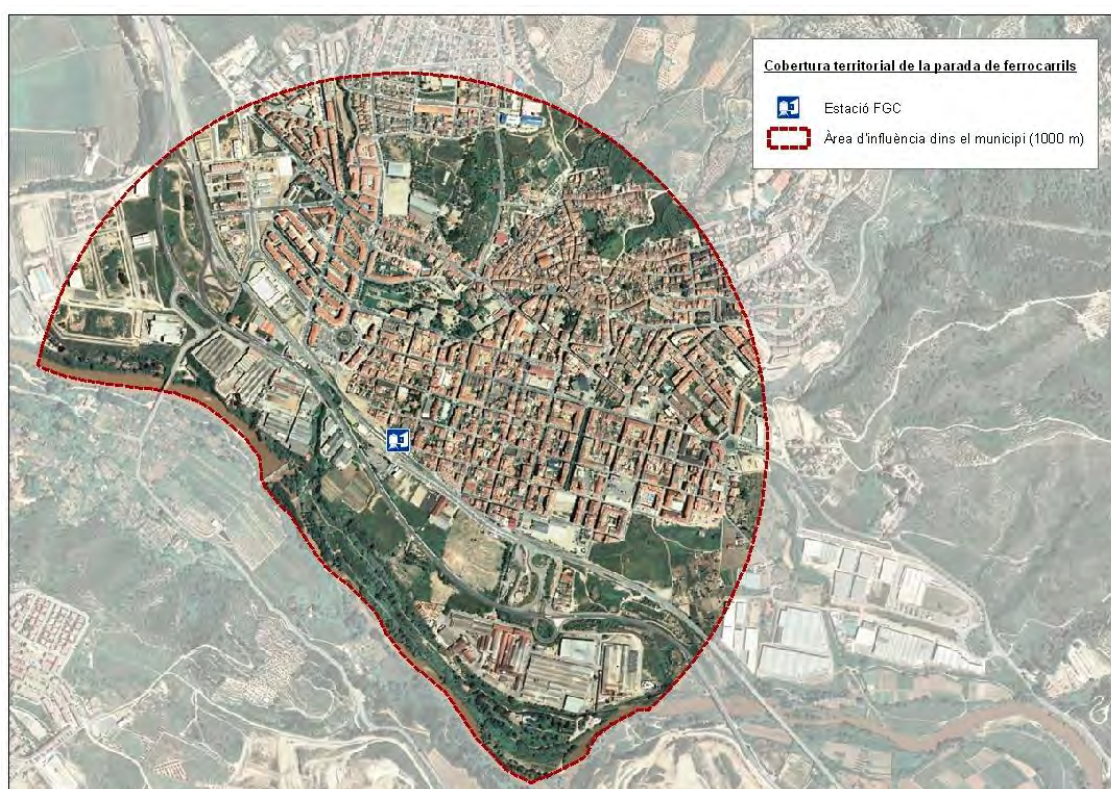 Cobertura territorial de la parada de ferrocarrils
Estació FGC
Àrea d'influència dins el municipi (1000 m)